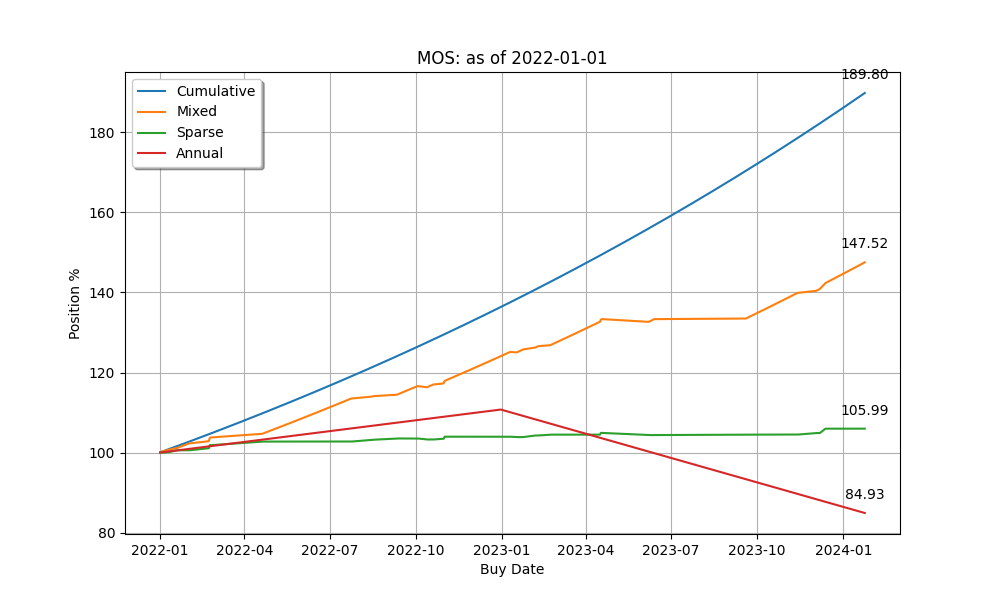 MOS: as of 2022-01-01
189.80
Cumulative
Mixed
Sparse
Annual
180
160
147.52
140
120
105.99
100
84.93
80
2022-01 2022-04 2022-07 2022-10 2023-01 2023-04 2023-07 2023-10 2024-01
Buy Date
Position %